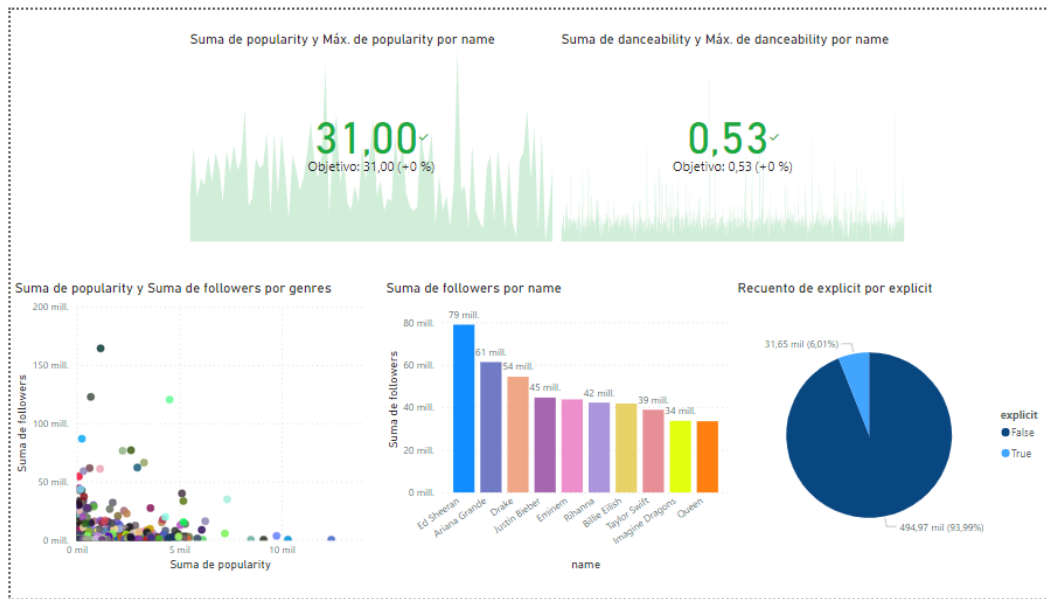 Suma de popularity y Máx. de popularity por name
31,00
Objetivo: 31,00 (+0 %)
Suma de danceability y Máx. de danceability por name
0,53
Objetivo: 0,53 (+0 %)
Suma de popularity y Suma de followers por genres
200 mill.
150 mill.
100 mill.
50 mill.
0 mill.
Suma de followers
0 mil
5 mil
10 mil
Suma de popularity
Suma de followers por name
80 mill.
60 mill.
40 mill.
20 mill.
0 mill.
Suma de followers
79 mill.
61 mill.
54 mill.
45 mill.
42 mill.
39 mill.
34 mill.
Ed Sheeran
Ariana Grande
Drake
Justin Bieber
Eminem
Rihanna
Billie Eilish
Taylor Swift
Imagine Dragons
Queen
name
Recuento de explicit por explicit
31,65 mil (6,01%)
494,97 mil (93,99%)
explicit
False
True